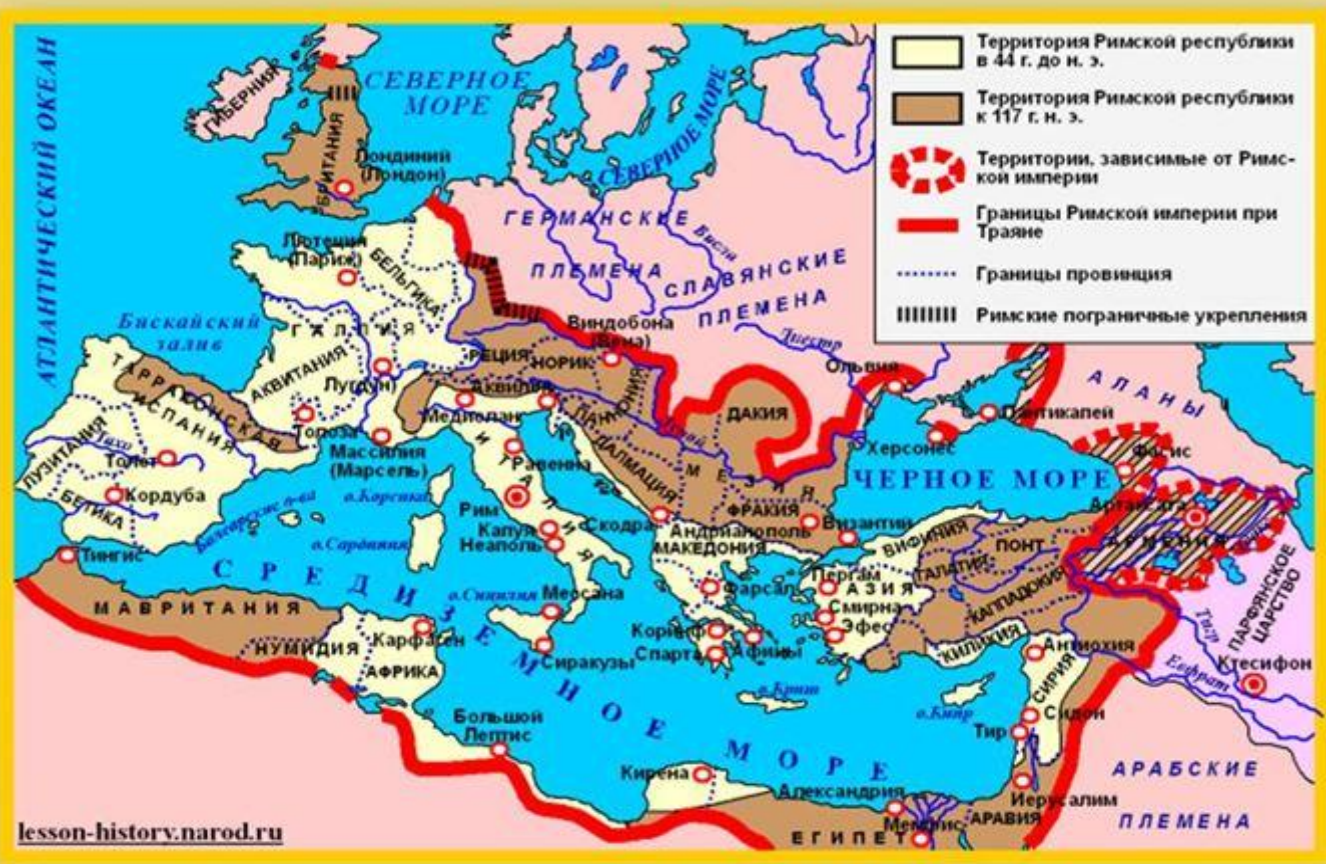 Территория Римской республики
в 44 г. до н. э.
Территория Римской республики
к 117 г. н. э.
Территории, зависимые от Римс-
кой империи
Границы Римской империи при
Траяне
Границы провинция
Римские пограничные укрепления
АТЛАНТИЧЕСКИЙ ОКЕАН
ГИБЕРНИЯ
СЕВЕРНОЕ
МОРЕ
СЕВЕРНОЕ МОРЕ
БРИТАНИЯ
Лондиний
(Лондон)
ГЕРМАНСКИЕ
ПЛЕМЕНА
Висла
СЛАВЯНСКИЕ
ПЛЕМЕНА
Лютеция
(Париж)
БЕЛЬГИКА
Бискайский
залив
ГАЛЛИЯ
Виндобона
(Вена)
Днестр
Ольвия
АЛАНЫ
ТАРРАКОНСКАЯ
ИСПАНИЯ
АКВИТАНИЯ
Лугдун)
РЕЦИЯ
НОРИК
Аквилея
Медиолан
ПАННОНИЯ
Дунай
ДАКИЯ
Пантикапей
Херсонес
ЛУЗИТАНИЯ
Тахо
Толет
Толоза
Массилия
(Марсель)
Равенна
ИТАЛИЯ
ДАЛМАЦИЯ
МЕЗИЯ
ЧЕРНОЕ МОРЕ
Фасис
Кордуба
БЕТИКА
Балеарские о-ва
о.Корсика
Рим
Капуя
Неаполь
Скодра
ФРАКИЯ
Андрианополь
Византий
МАКЕДОНИЯ
ВИФИНИЯ
ПОНТ
Артаксата
АРМЕНИЯ
Тингис
о.Сардиния
СРЕДИЗЕМНОЕ МОРЕ
Пергам
АЗИЯ
ГАЛАТИЯ
КАППАДОКИЯ
ПАРФЯНСКОЕ
ЦАРСТВО
МАВРИТАНИЯ
о.Сицилия
Мессана
Фарсал
Смирна
Эфес
Тигр
НУМИДИЯ
Карфаген
Сиракузы
Коринф
Спарта
Афины
КИЛИКИЯ
Антиохия
Евфрат
Ктесифон
АФРИКА
о.Крит
о.Кипр
СИРИЯ
Сидон
Тир
Большой
Лептис
Кирена
Александрия
Иерусалим
АРАБСКИЕ
ПЛЕМЕНА
Мемфис
АРАВИЯ
ЕГИПЕТ
lesson-history.narod.ru